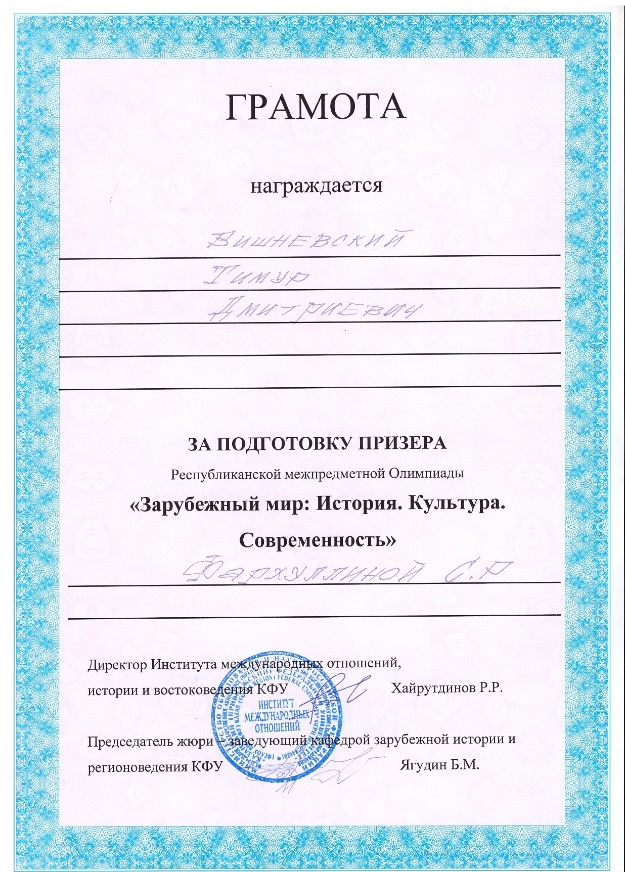 ГРАМОТА
награждается
Вишневский
Тимур
Дмитриевич
ЗА ПОДГОТОВКУ ПРИЗЕРА
Республиканской межпредметной Олимпиады
«Зарубежный мир: История. Культура.
Современность»
Фархуллиной С.Р
Директор Института международных отношений,
истории и востоковедения КФУ Хайрутдинов Р.Р.
ИНСТИТУТ
МЕЖДУНАРОДНЫХ
ОТНОШЕНИЙ
Председатель жюри – заведующий кафедрой зарубежной истории и
регионоведения КФУ Ягудин Б.М.